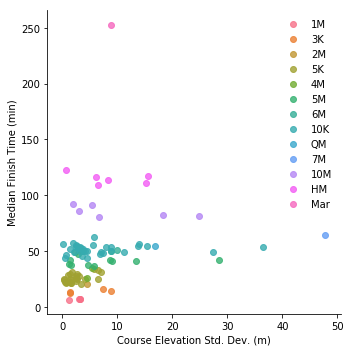 250
200
150
100
50
0
Median Finish Time (min)
1M
3K
2M
5K
4M
5M
6M
10K
QM
7M
10M
HM
Mar
0 10 20 30 40 50
Course Elevation Std. Dev. (m)